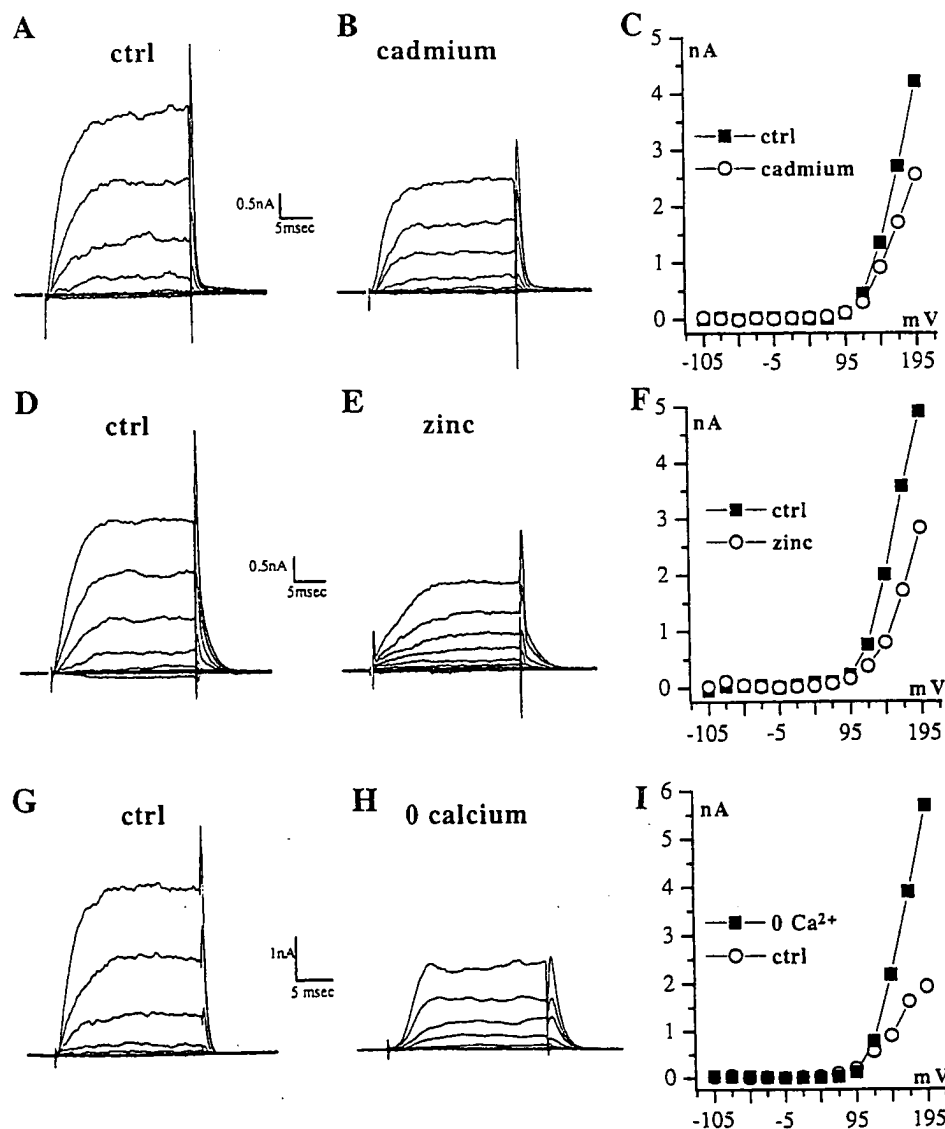 A
ctrl
B
cadmium
0.5nA
5msec
C
nA
5
4
3
2
1
0
ctrl
cadmium
mV
-105 -5 95 195
D
ctrl
E
zinc
0.5nA
5msec
F
nA
5
4
3
2
1
0
ctrl
zinc
mV
-105 -5 95 195
G
ctrl
H
0 calcium
1nA
5 msec
I
nA
6
5
4
3
2
1
0
0 Ca²⁺
ctrl
mV
-105 -5 95 195